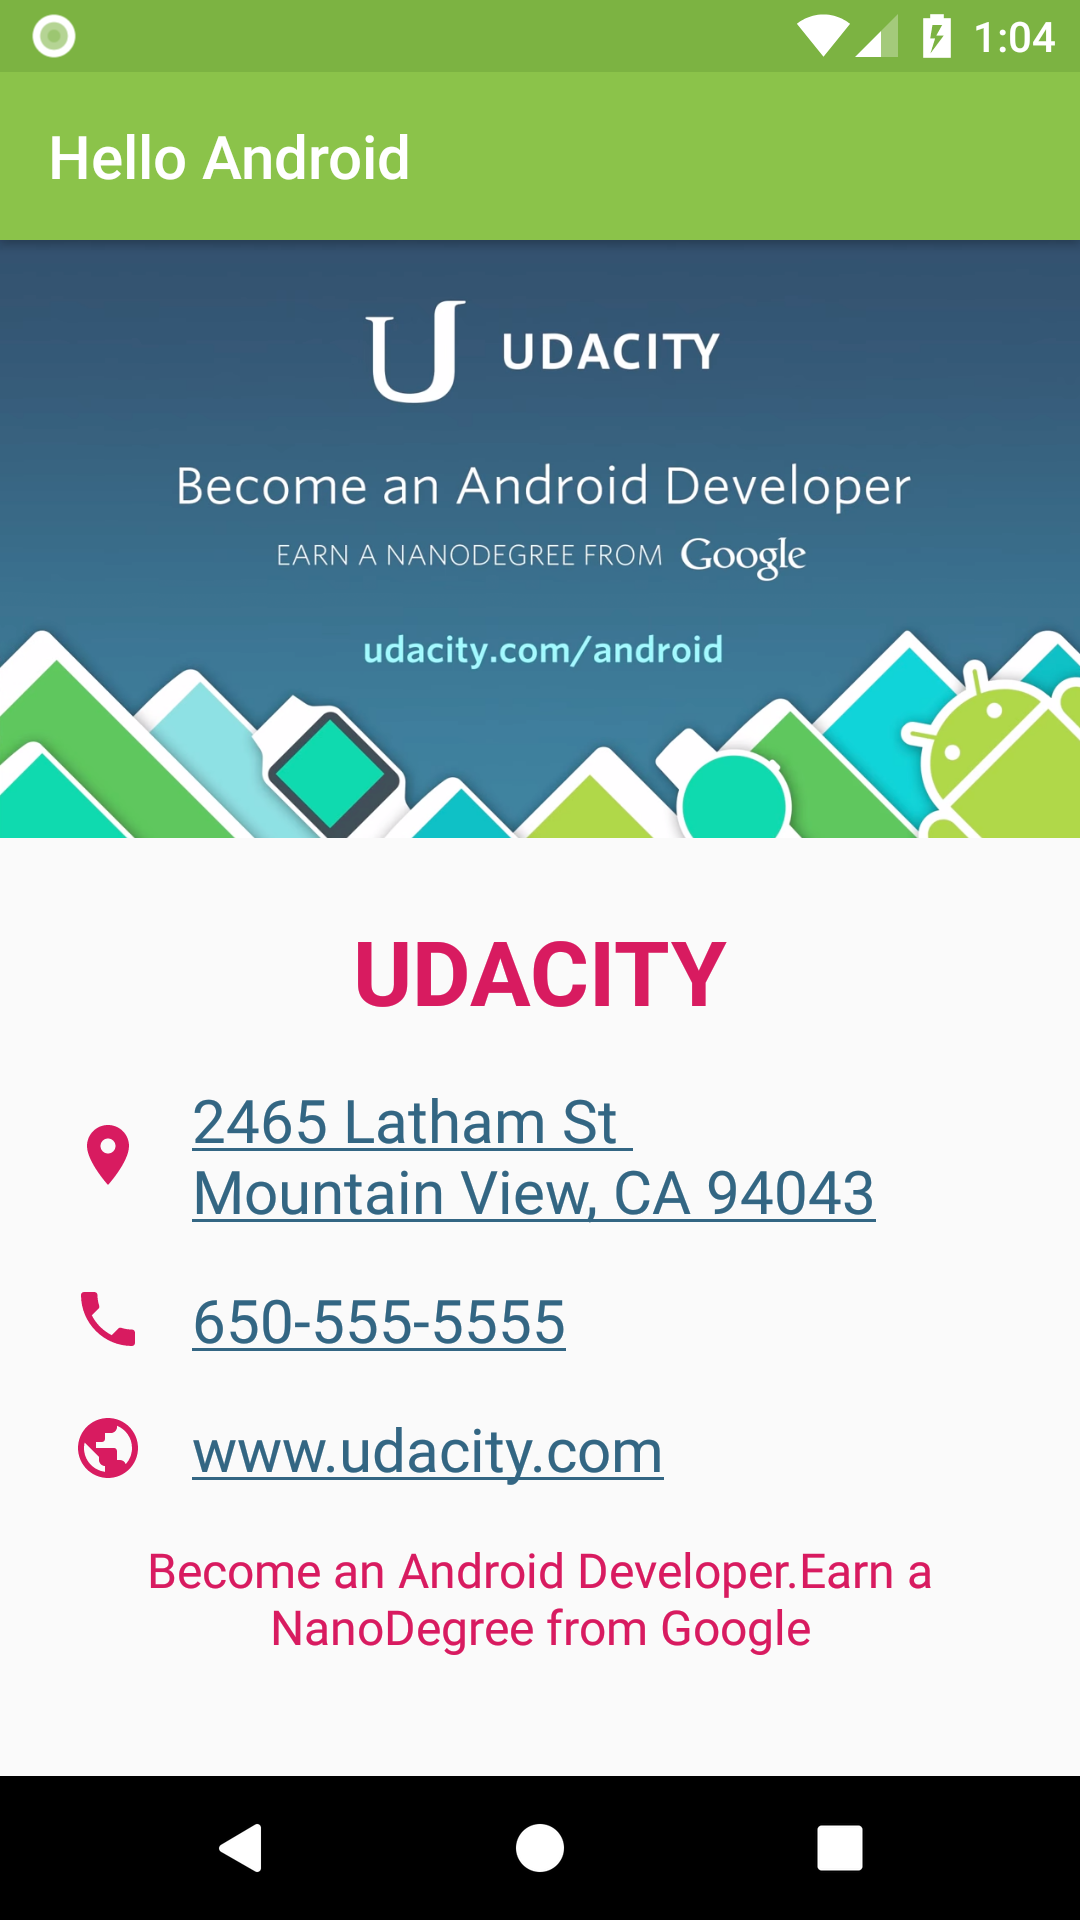 1:04
Hello Android
U UDACITY
Become an Android Developer
EARN A NANODEGREE FROM Google
udacity.com/android
UDACITY
2465 Latham St
Mountain View, CA 94043
650-555-5555
www.udacity.com
Become an Android Developer.Earn a
NanoDegree from Google